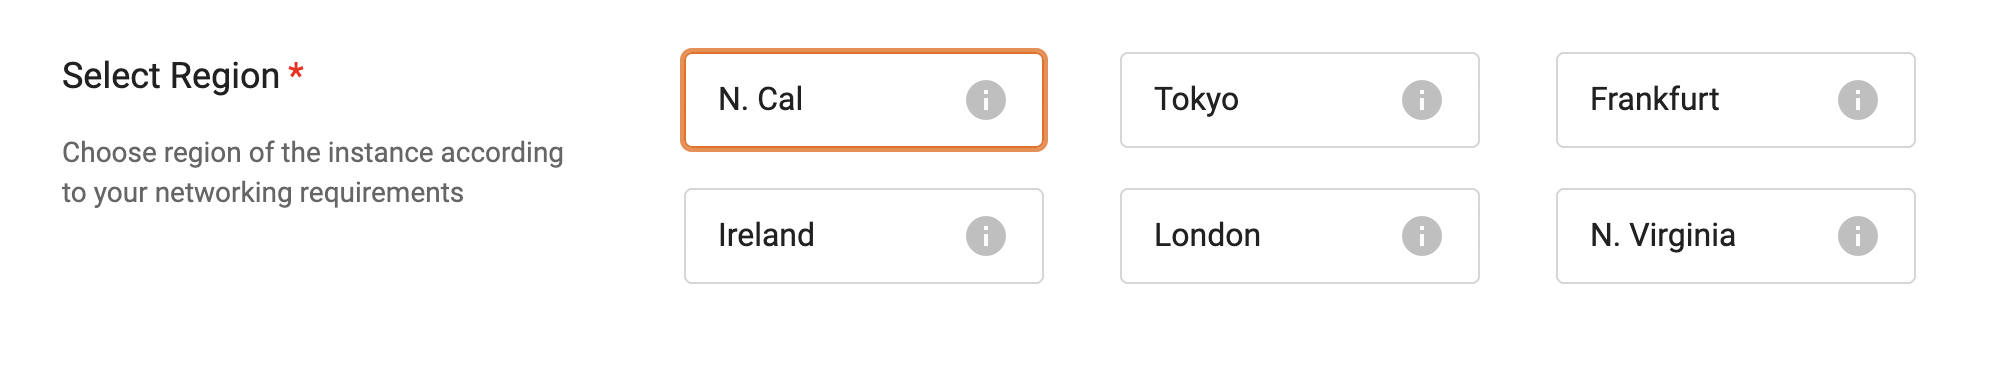 Select Region *
Choose region of the instance according
to your networking requirements
N. Cal
Tokyo
Frankfurt
Ireland
London
N. Virginia